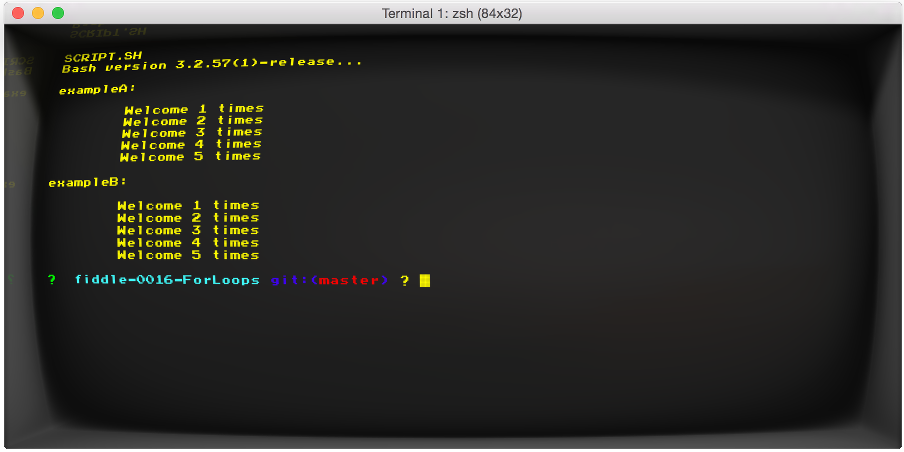 Terminal 1: zsh (84x32)
SCRIPT.SH
Bash version 3.2.57(1)-release...
exampleA:
Welcome 1 times
Welcome 2 times
Welcome 3 times
Welcome 4 times
Welcome 5 times
exampleB:
Welcome 1 times
Welcome 2 times
Welcome 3 times
Welcome 4 times
Welcome 5 times
? fiddle-0016-ForLoops git:(master) ?